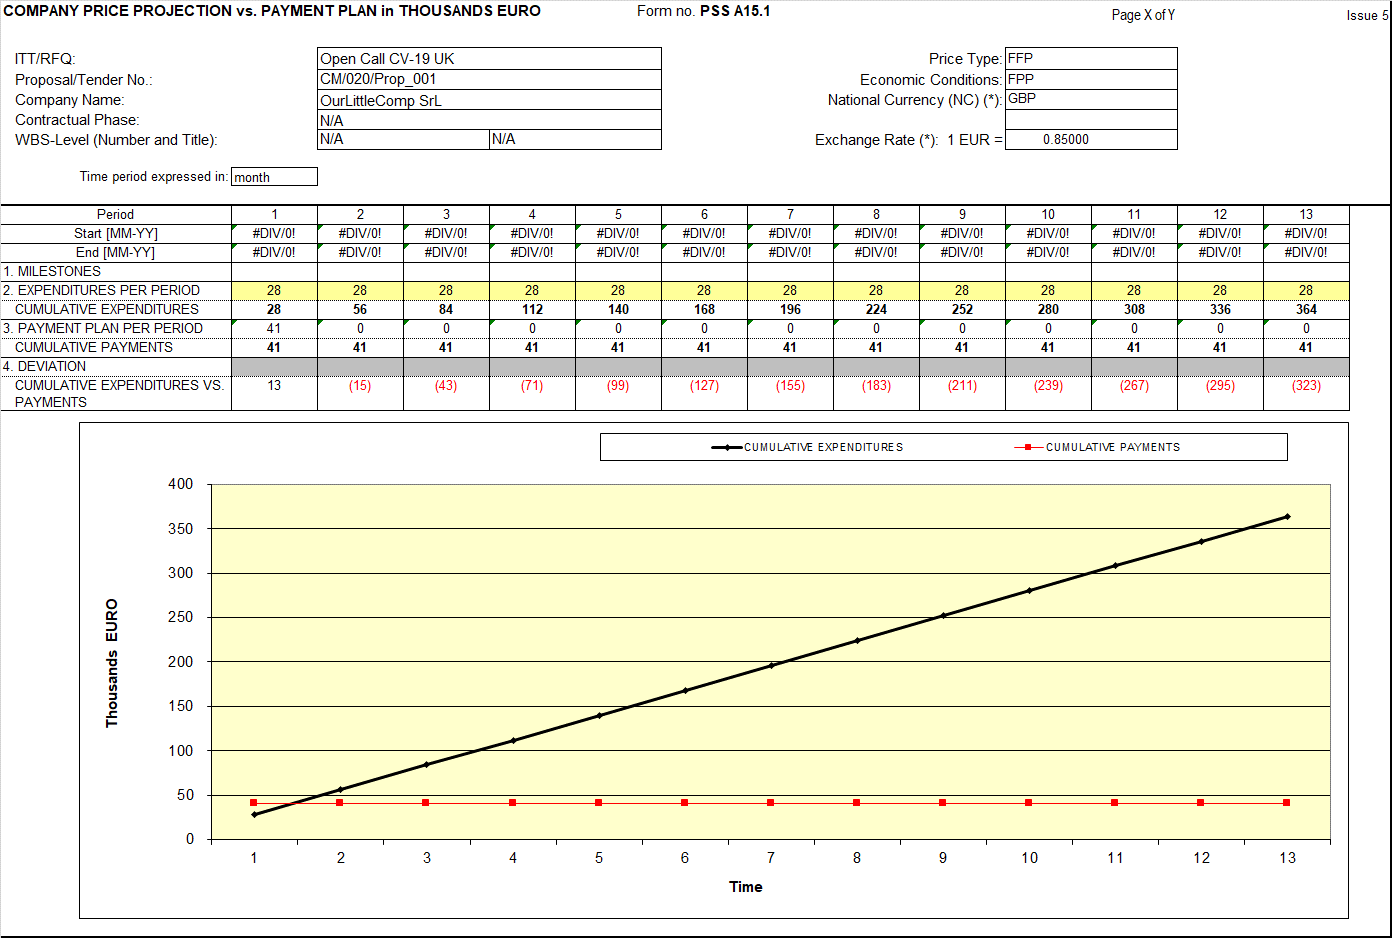 COMPANY PRICE PROJECTION vs. PAYMENT PLAN in THOUSANDS EURO Form no. PSS A15.1 Page X of Y Issue 5
ITT/RFQ: Open Call CV-19 UK Price Type: FFP
Proposal/Tender No.: CM/020/Prop_001 Economic Conditions: FPP
Company Name: OurLittleComp SrL National Currency (NC) (*): GBP
Contractual Phase: N/A
WBS-Level (Number and Title): N/A N/A Exchange Rate (*): 1 EUR = 0.85000
Time period expressed in: month
Period 1 2 3 4 5 6 7 8 9 10 11 12 13
Start [MM-YY] #DIV/0! #DIV/0! #DIV/0! #DIV/0! #DIV/0! #DIV/0! #DIV/0! #DIV/0! #DIV/0! #DIV/0! #DIV/0! #DIV/0! #DIV/0!
End [MM-YY] #DIV/0! #DIV/0! #DIV/0! #DIV/0! #DIV/0! #DIV/0! #DIV/0! #DIV/0! #DIV/0! #DIV/0! #DIV/0! #DIV/0! #DIV/0!
1. MILESTONES
2. EXPENDITURES PER PERIOD 28 28 28 28 28 28 28 28 28 28 28 28 28
CUMULATIVE EXPENDITURES 28 56 84 112 140 168 196 224 252 280 308 336 364
3. PAYMENT PLAN PER PERIOD 41 0 0 0 0 0 0 0 0 0 0 0 0
CUMULATIVE PAYMENTS 41 41 41 41 41 41 41 41 41 41 41 41 41
4. DEVIATION
CUMULATIVE EXPENDITURES VS. 13 (15) (43) (71) (99) (127) (155) (183) (211) (239) (267) (295) (323)
PAYMENTS
CUMULATIVE EXPENDITURES CUMULATIVE PAYMENTS
400
350
300
250
200
150
100
50
0
Thousands EURO
1 2 3 4 5 6 7 8 9 10 11 12 13
Time